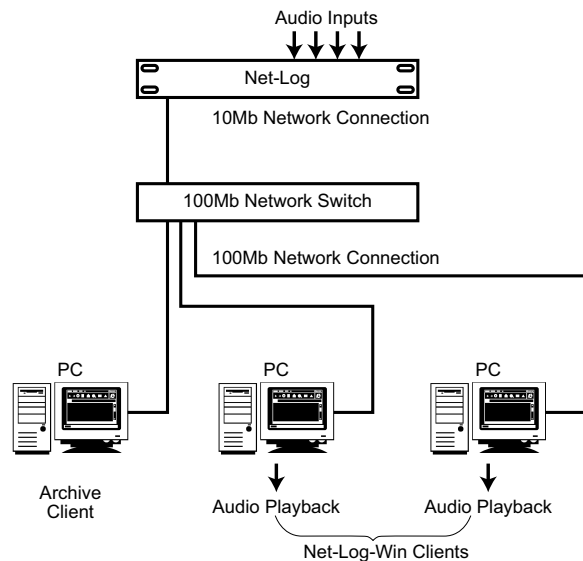 Audio Inputs
Net-Log
10Mb Network Connection
100Mb Network Switch
100Mb Network Connection
PC
PC
PC
Archive
Client
Audio Playback
Audio Playback
Net-Log-Win Clients